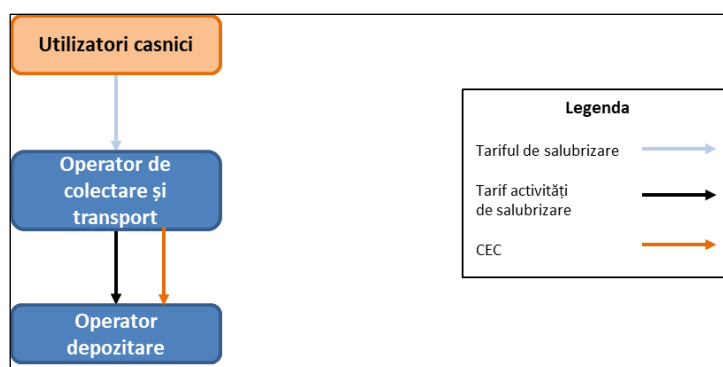 Utilizatori casnici
Operator de
colectare și
transport
Operator
depozitare
Legenda
Tariful de salubrizare
Tarif activități
de salubrizare
CEC